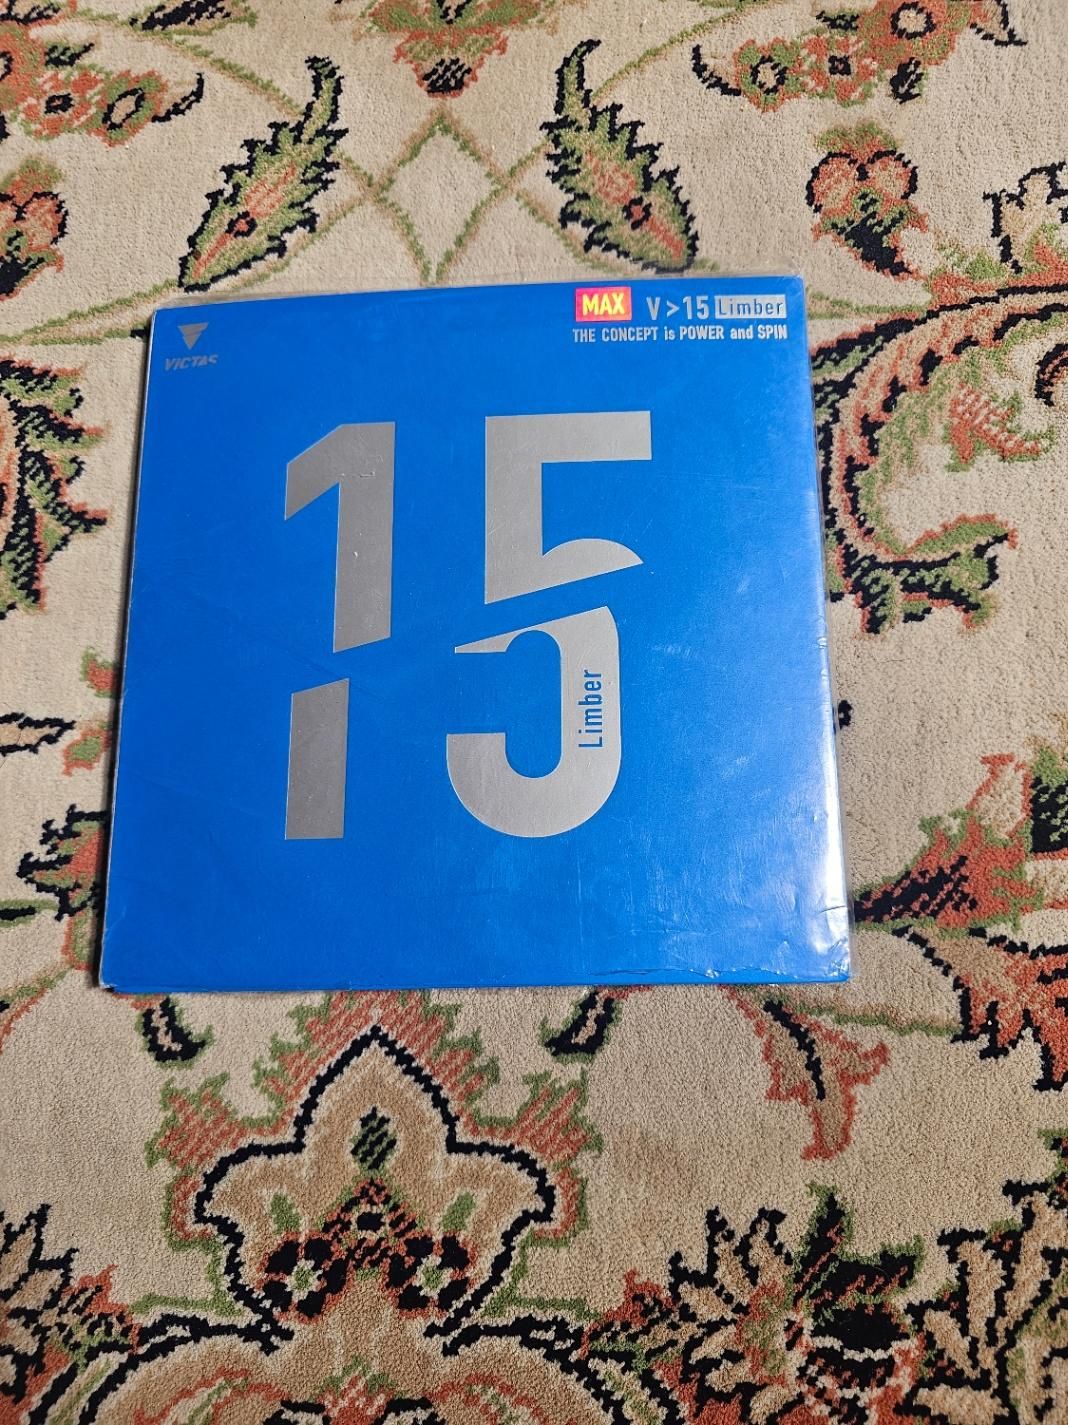 MAX V>15 Limber
THE CONCEPT is POWER and SPIN
VICTAS
15
Limber